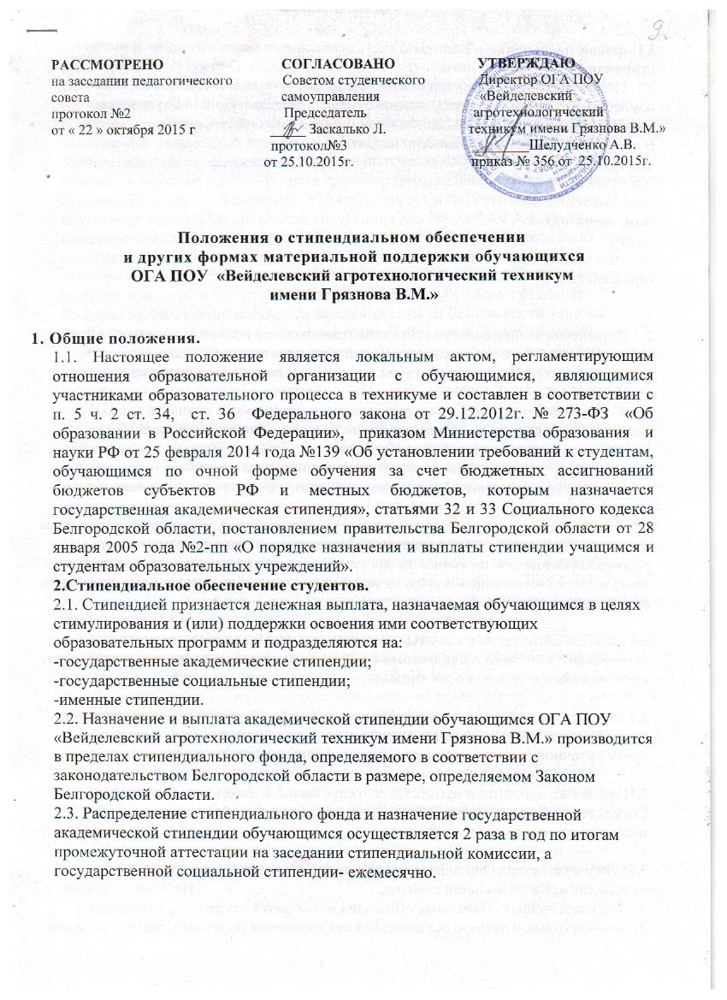 9.
РАССМОТРЕНО
на заседании педагогического
совета
протокол №2
от « 22 » октября 2015 г
СОГЛАСОВАНО
Советом студенческого
самоуправления
Председатель
_____ Заскалько Л.
протокол№3
от 25.10.2015г.
УТВЕРЖДАЮ
Директор ОГА ПОУ
«Вейделевский
агротехнологический
техникум имени Грязнова В.М.»
________Шелудченко А.В.
приказ № 356 от 25.10.2015г.
Положения о стипендиальном обеспечении
и других формах материальной поддержки обучающихся
ОГА ПОУ «Вейделевский агротехнологический техникум
имени Грязнова В.М.»
1. Общие положения.
1.1. Настоящее положение является локальным актом, регламентирующим
отношения образовательной организации с обучающимися, являющимися
участниками образовательного процесса в техникуме и составлен в соответствии с
п. 5 ч. 2 ст. 34, ст. 36 Федерального закона от 29.12.2012г. № 273-ФЗ «Об
образовании в Российской Федерации», приказом Министерства образования и
науки РФ от 25 февраля 2014 года №139 «Об установлении требований к студентам,
обучающимся по очной форме обучения за счет бюджетных ассигнований
бюджетов субъектов РФ и местных бюджетов, которым назначается
государственная академическая стипендия», статьями 32 и 33 Социального кодекса
Белгородской области, постановлением правительства Белгородской области от 28
января 2005 года №2-пп «О порядке назначения и выплаты стипендии учащимся и
студентам образовательных учреждений».
2.Стипендиальное обеспечение студентов.
2.1. Стипендией признается денежная выплата, назначаемая обучающимся в целях
стимулирования и (или) поддержки освоения ими соответствующих
образовательных программ и подразделяются на:
-государственные академические стипендии;
-государственные социальные стипендии;
-именные стипендии.
2.2. Назначение и выплата академической стипендии обучающимся ОГА ПОУ
«Вейделевский агротехнологический техникум имени Грязнова В.М.» производится
в пределах стипендиального фонда, определяемого в соответствии с
законодательством Белгородской области в размере, определяемом Законом
Белгородской области.
2.3. Распределение стипендиального фонда и назначение государственной
академической стипендии обучающимся осуществляется 2 раза в год по итогам
промежуточной аттестации на заседании стипендиальной комиссии, а
государственной социальной стипендии- ежемесячно.